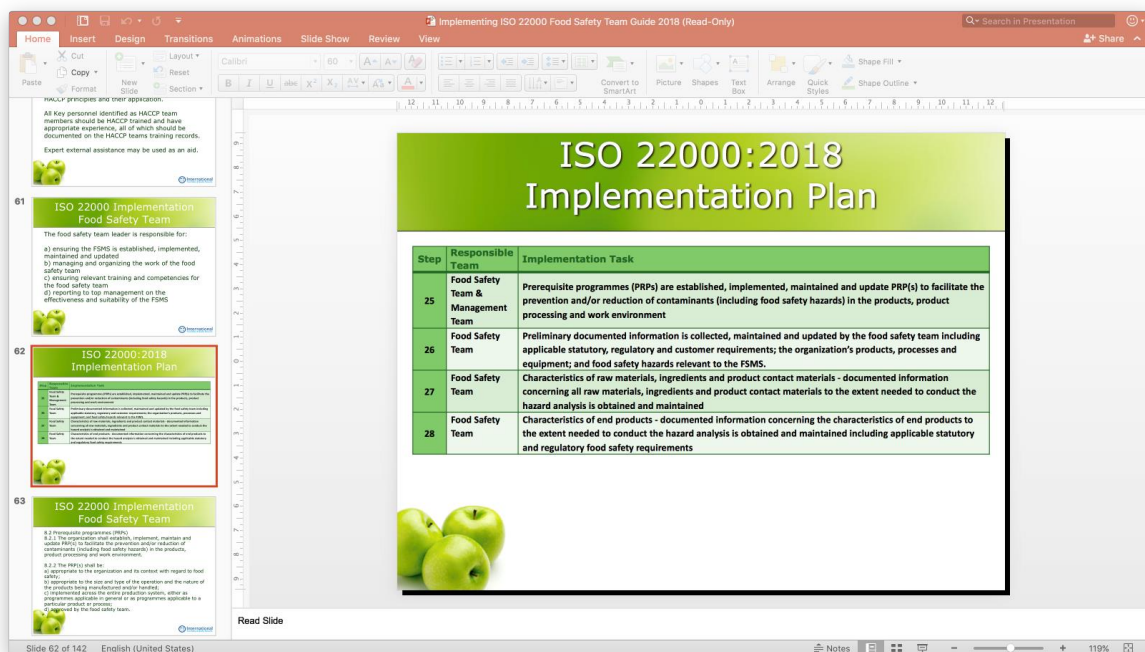 Implementing ISO 22000 Food Safety Team Guide 2018 (Read-Only)
Search in Presentation
Home Insert Design Transitions Animations Slide Show Review View
Share
Paste
Cut
Copy
Format
New
Slide
Layout
Reset
Section
Calibri
60
Convert to
SmartArt
Picture
Shapes
Text
Box
Arrange
Quick
Styles
Shape Fill
Shape Outline
HACCP principles and their application.
All Key personnel identified as HACCP team
members should be HACCP trained and have
appropriate experience, all of which should be
documented on the HACCP teams training records.
Expert external assistance may be used as an aid.
International
61
ISO 22000 Implementation
Food Safety Team
The food safety team leader is responsible for:
a) ensuring the FSMS is established, implemented,
maintained and updated
b) managing and organizing the work of the food
safety team
c) ensuring relevant training and competencies for
the food safety team
d) reporting to top management on the
effectiveness and suitability of the FSMS
International
62
ISO 22000:2018
Implementation Plan
63
ISO 22000 Implementation
Food Safety Team
8.2 Prerequisite programmes (PRPs)
8.2.1 The organization shall establish, implement, maintain and
update PRP(s) to facilitate the prevention and/or reduction of
contaminants (including food safety hazards) in the products,
product processing and work environment.
8.2.2 The PRP(s) shall be:
a) appropriate to the organization and its context with regard to food
safety;
b) appropriate to the size and type of the operation and the nature of
the products being manufactured and/or handled;
c) implemented across the entire production system, either as
programmes applicable in general or as programmes applicable to a
particular product or process;
d) approved by the food safety team.
International
ISO 22000:2018
Implementation Plan
Step Responsible Team Implementation Task
25 Food Safety Team & Management Team
Prerequisite programmes (PRPs) are established, implemented, maintained and update PRP(s) to facilitate the
prevention and/or reduction of contaminants (including food safety hazards) in the products, product
processing and work environment
26 Food Safety Team
Preliminary documented information is collected, maintained and updated by the food safety team including
applicable statutory, regulatory and customer requirements; the organization's products, processes and
equipment; and food safety hazards relevant to the FSMS.
27 Food Safety Team
Characteristics of raw materials, ingredients and product contact materials - documented information
concerning all raw materials, ingredients and product contact materials to the extent needed to conduct the
hazard analysis is obtained and maintained
28 Food Safety Team
Characteristics of end products - documented information concerning the characteristics of end products to
the extent needed to conduct the hazard analysis is obtained and maintained including applicable statutory
and regulatory food safety requirements
Read Slide
Slide 62 of 142 English (United States)
Notes
119%